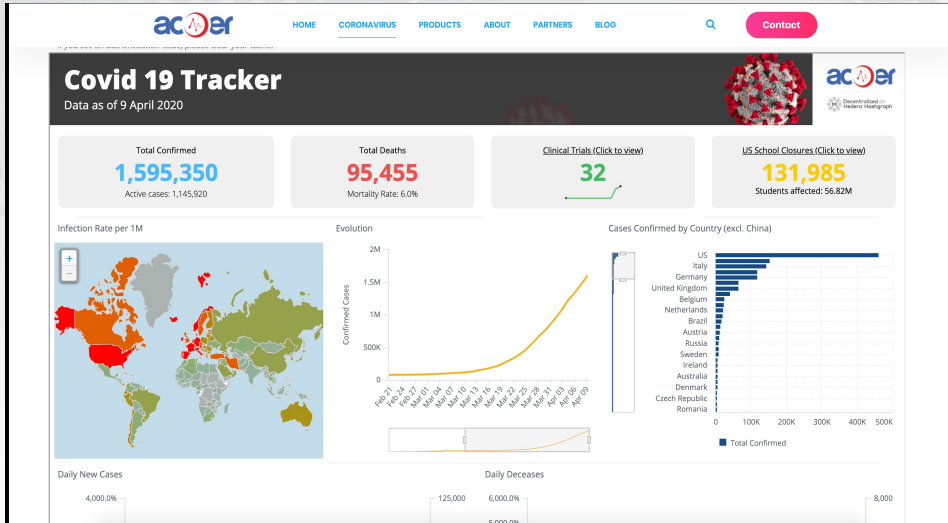 acoer
HOME CORONAVIRUS PRODUCTS ABOUT PARTNERS BLOG Contact
Covid 19 Tracker
Data as of 9 April 2020
acoer
Decentralized on
Hedera Hashgraph
Total Confirmed
1,595,350
Active cases: 1,145,920
Total Deaths
95,455
Mortality Rate: 6.0%
Clinical Trials (Click to view)
32
US School Closures (Click to view)
131,985
Students affected: 56.82M
Infection Rate per 1M
+
-
Evolution
Confirmed Cases
2M
1.5M
1M
500K
0
Feb 21
Feb 24
Feb 27
Mar 01
Mar 04
Mar 07
Mar 10
Mar 13
Mar 16
Mar 19
Mar 22
Mar 25
Mar 28
Mar 31
Apr 03
Apr 06
Apr 09
Cases Confirmed by Country (excl. China)
US
Italy
Germany
United Kingdom
Belgium
Netherlands
Brazil
Austria
Russia
Sweden
Ireland
Australia
Denmark
Czech Republic
Romania
0 100K 200K 300K 400K 500K
Total Confirmed
Daily New Cases
4,000.0% 125,000
Daily Deceases
6,000.0% 8,000